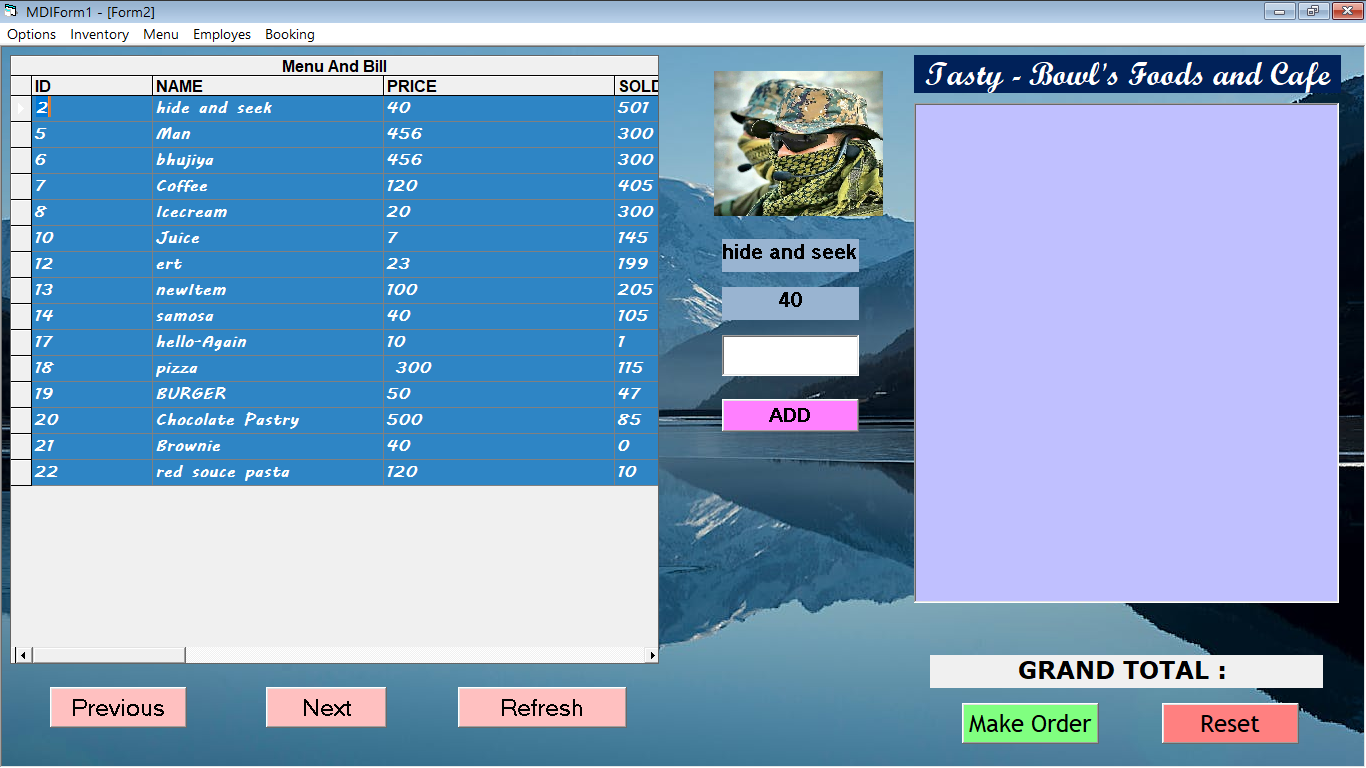 MDIForm1 - [Form2]
Options Inventory Menu Employes Booking
Menu And Bill
ID NAME PRICE SOLD
2 hide and seek 40 501
5 Man 456 300
6 bhujiya 456 300
7 Coffee 120 405
8 Icecream 20 300
10 Juice 7 145
12 ert 23 199
13 newItem 100 205
14 samosa 40 105
17 hello-Again 10 1
18 pizza 300 115
19 BURGER 50 47
20 Chocolate Pastry 500 85
21 Brownie 40 0
22 red souce pasta 120 10
Previous Next Refresh
hide and seek
40
ADD
Tasty - Bowl's Foods and Cafe
GRAND TOTAL :
Make Order Reset